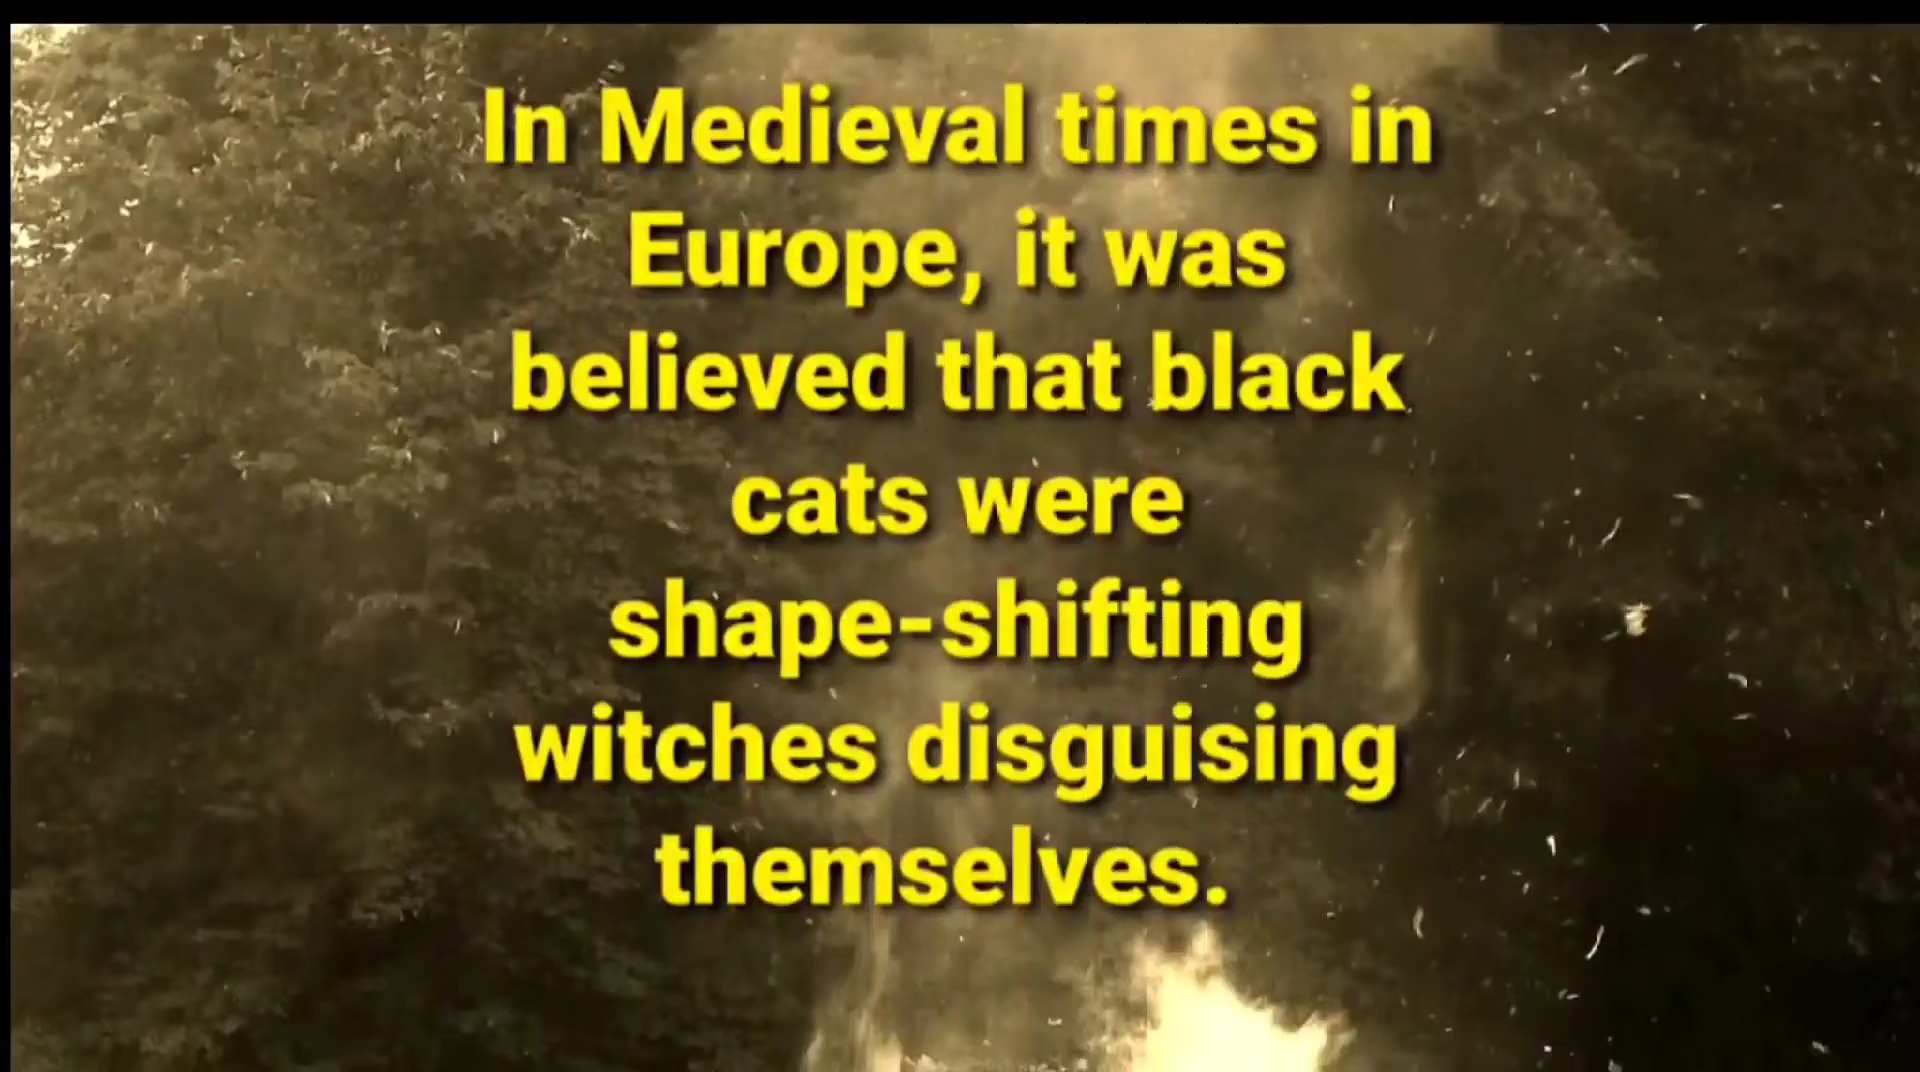 In Medieval times in
Europe, it was
believed that black
cats were
shape-shifting
witches disguising
themselves.